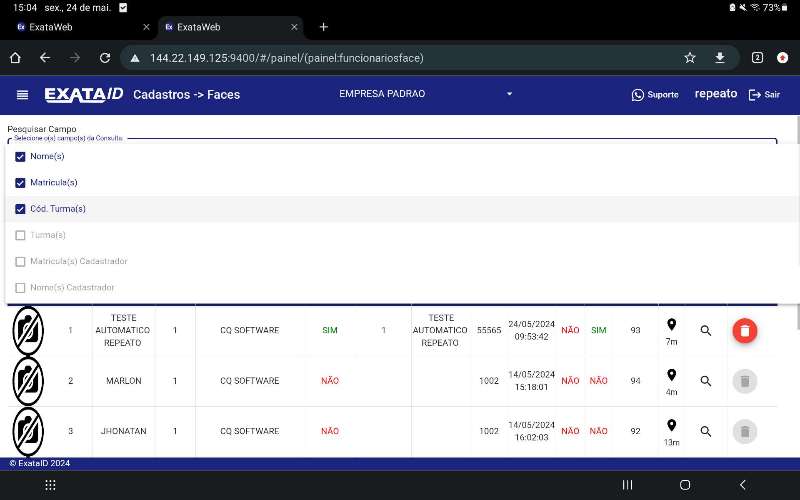 15:04 sex., 24 de mai.
73%
Ex ExataWeb
Ex ExataWeb
144.22.149.125:9400/#/painel/(painel:funcionariosface)
2
EXATAID Cadastros -> Faces
EMPRESA PADRAO
Suporte
repeato
Sair
Pesquisar Campo
Selecione o(s) campo(s) da Consulta
Nome(s)
Matricula(s)
Cód. Turma(s)
Turma(s)
Matricula(s) Cadastrador
Nome(s) Cadastrador
1 TESTE AUTOMATICO REPEATO 1 CQ SOFTWARE SIM 1 TESTE AUTOMATICO REPEATO 55565 24/05/2024 09:53:42 NÃO SIM 93 7m
2 MARLON 1 CQ SOFTWARE NÃO 1002 14/05/2024 15:18:01 NÃO NÃO 94 4m
3 JHONATAN 1 CQ SOFTWARE NÃO 1002 14/05/2024 16:02:03 NÃO NÃO 92 13m
© ExataID 2024